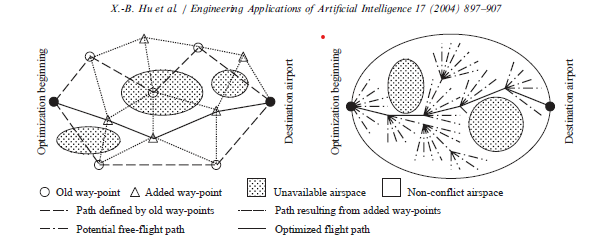 X.-B. Hu et al. / Engineering Applications of Artificial Intelligence 17 (2004) 897–907
Optimization beginning
Destination airport
Optimization beginning
Destination airport
Old way-point
Added way-point
Unavailable airspace
Non-conflict airspace
Path defined by old way-points
Path resulting from added way-points
Potential free-flight path
Optimized flight path